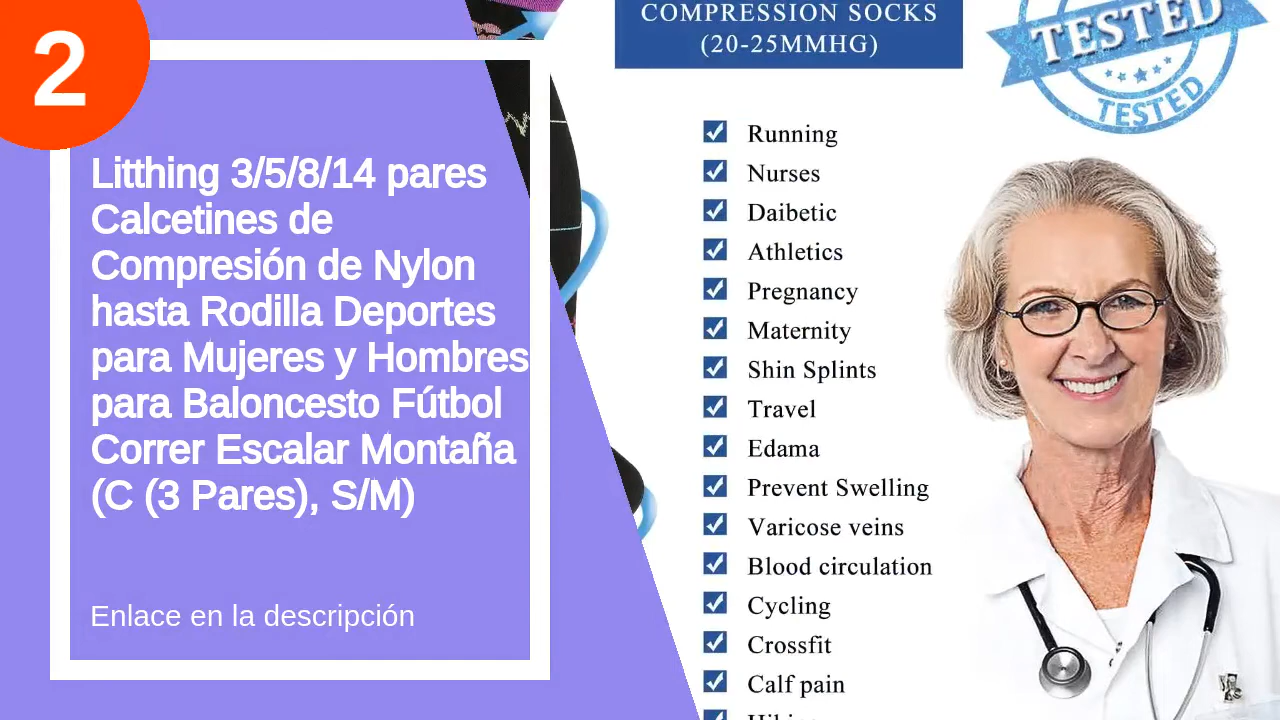 2
Litthing 3/5/8/14 pares
Calcetines de
Compresión de Nylon
hasta Rodilla Deportes
para Mujeres y Hombres
para Baloncesto Fútbol
Correr Escalar Montaña
(C (3 Pares), S/M)
Enlace en la descripción
COMPRESSION SOCKS
(20-25MMHG)
TESTED
TESTED
Running
Nurses
Daibetic
Athletics
Pregnancy
Maternity
Shin Splints
Travel
Edama
Prevent Swelling
Varicose veins
Blood circulation
Cycling
Crossfit
Calf pain